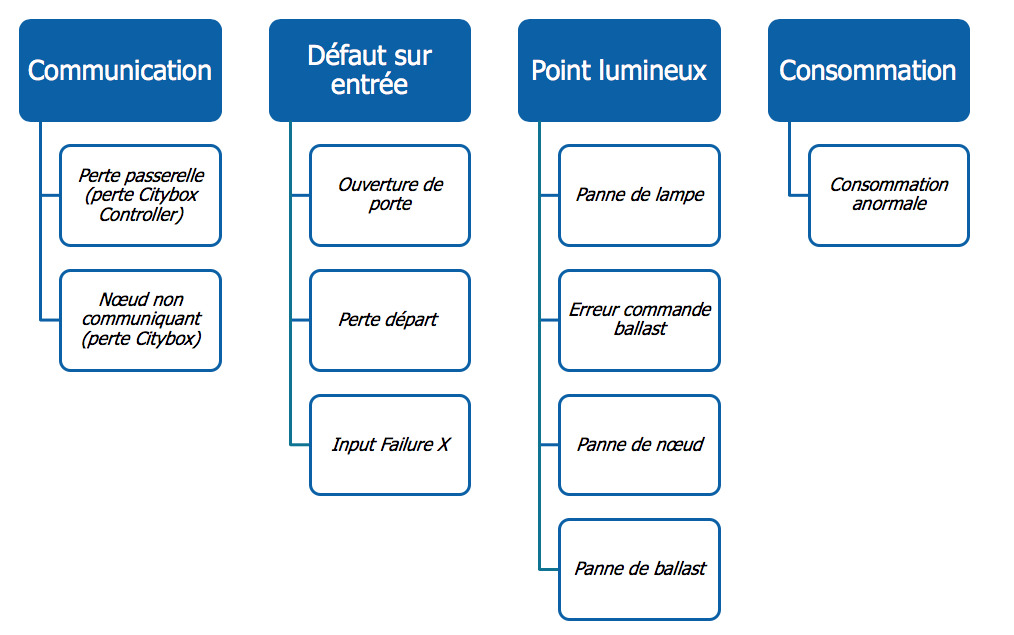 Communication
Perte passerelle
(perte Citybox
Controller)
Nœud non
communiquant
(perte Citybox)
Défaut sur
entrée
Ouverture de
porte
Perte départ
Input Failure X
Point lumineux
Panne de lampe
Erreur commande
ballast
Panne de nœud
Panne de ballast
Consommation
Consommation
anormale